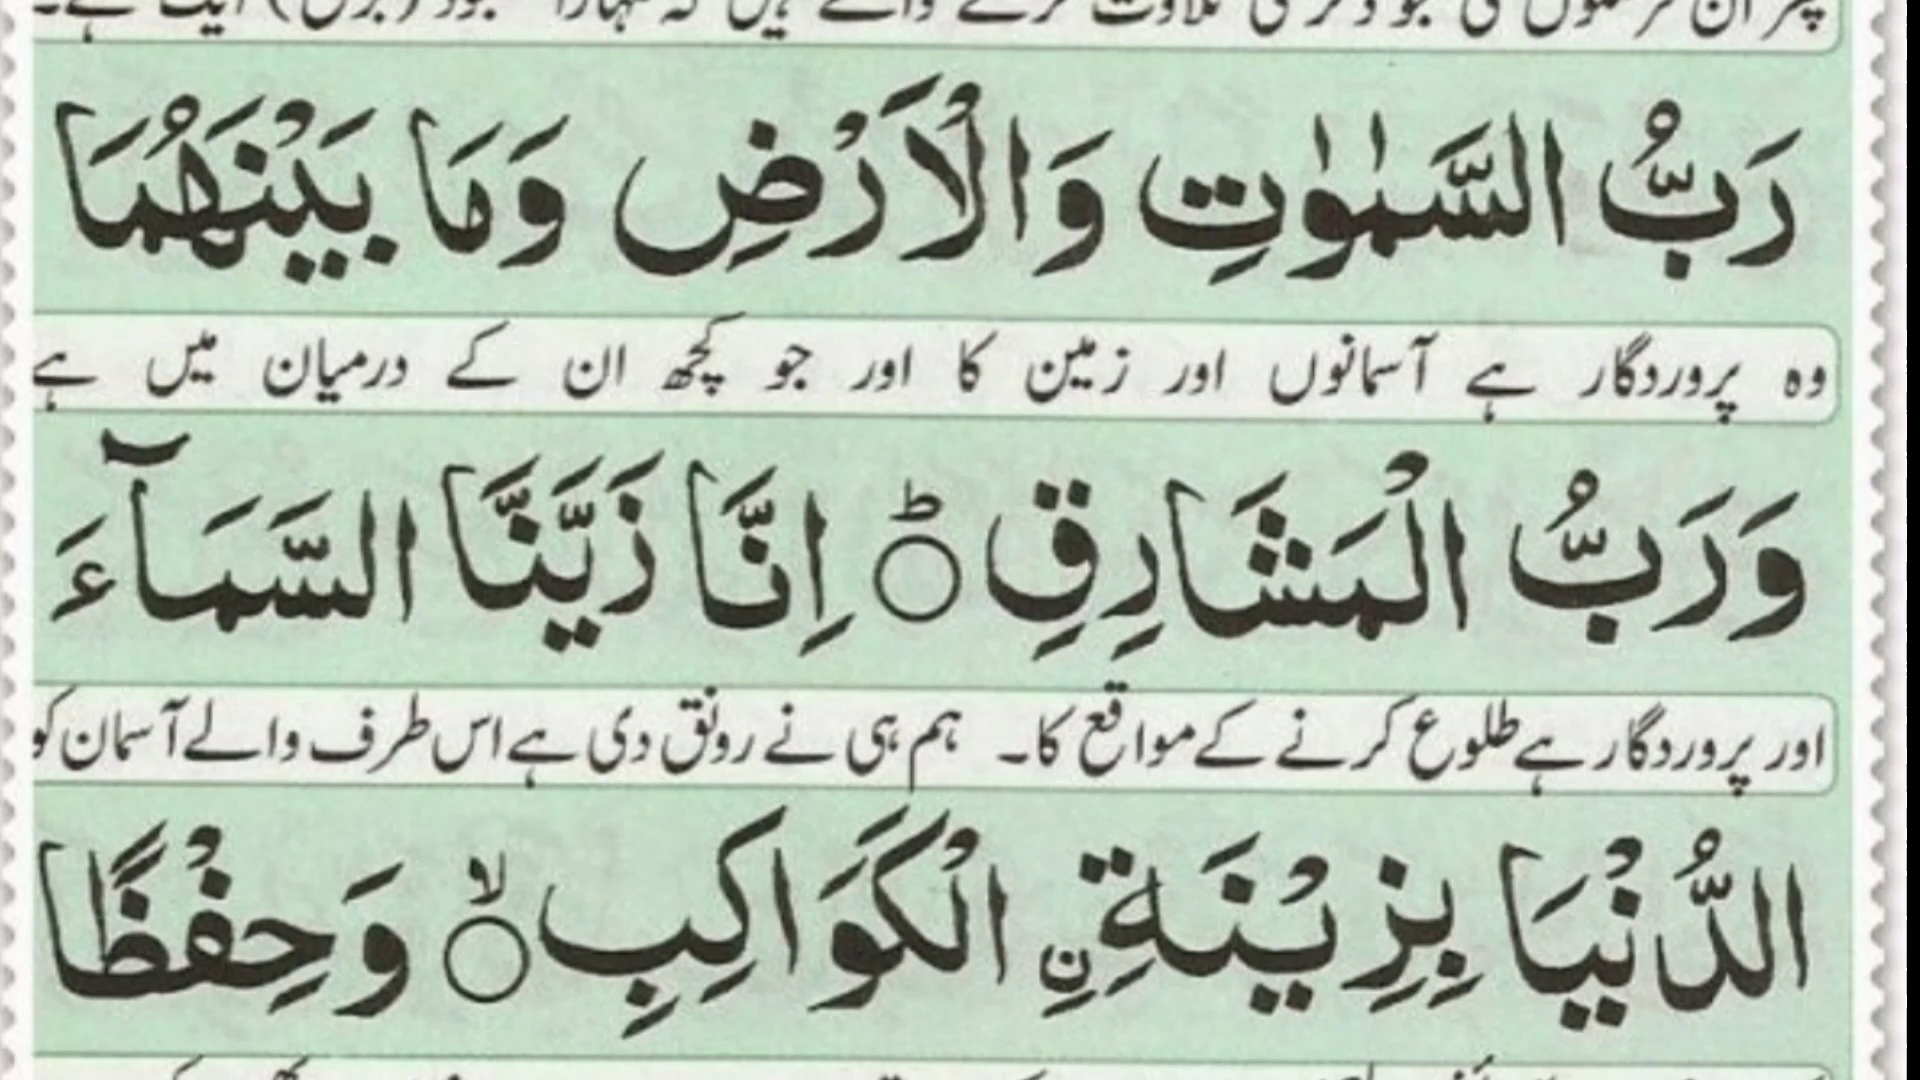 رَبُّ السَّمٰوٰتِ وَالْاَرْضِ وَمَا بَيْنَهُمَا
وہ پروردگار ہے آسمانوں اور زمین کا اور جو کچھ ان کے درمیان میں ہے
وَرَبُّ الْمَشَارِقِ ○ؕ اِنَّا زَيَّنَّا السَّمَآءَ
اور پروردگار ہے طلوع کرنے کے مواقع کا۔ ہم ہی نے رونق دی ہے اس طرف والے آسمان کو
الدُّنْيَا بِزِيْنَةِ ۨالْكَوَاكِبِ ○ۙ وَحِفْظًا